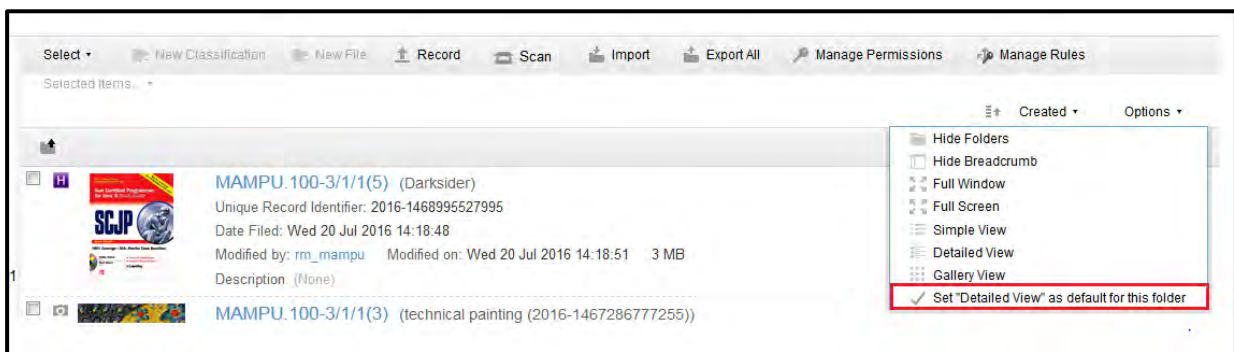 Select New Classification New File Record Scan Import Export All Manage Permissions Manage Rules
Selected Items...
Created Options
Hide Folders
Hide Breadcrumb
Full Window
Full Screen
Simple View
Detailed View
Gallery View
Set "Detailed View" as default for this folder
H
SCJP
MAMPU.100-3/1/1(5) (Darksider)
Unique Record Identifier: 2016-1468995527995
Date Filed: Wed 20 Jul 2016 14:18:48
Modified by: rm_mampu Modified on: Wed 20 Jul 2016 14:18:51 3 MB
Description (None)
1
MAMPU.100-3/1/1(3) (technical painting (2016-1467286777255))